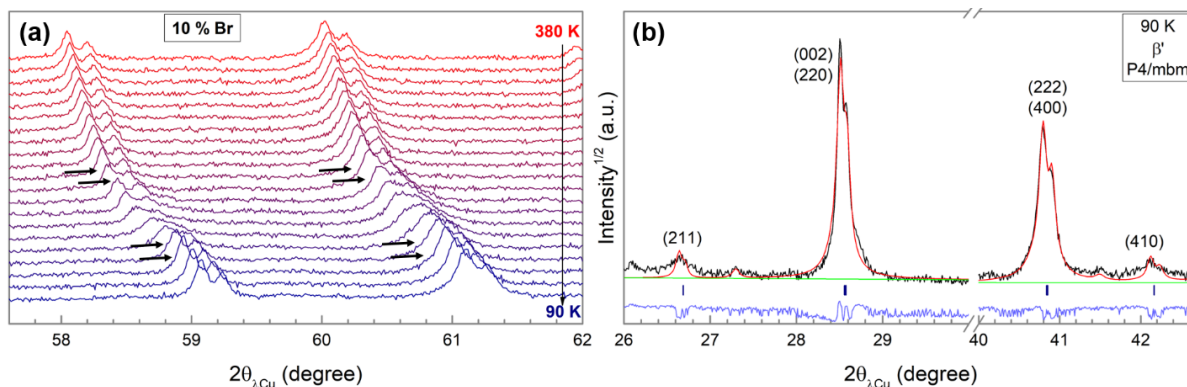 (a)
10 % Br
380 K
90 K
58 59 60 61 62
2θλCu (degree)
(b)
90 K
β'
P4/mbm
(002)
(220)
(222)
(400)
(211)
(410)
Intensity1/2 (a.u.)
26 27 28 29 40 41 42
2θλCu (degree)